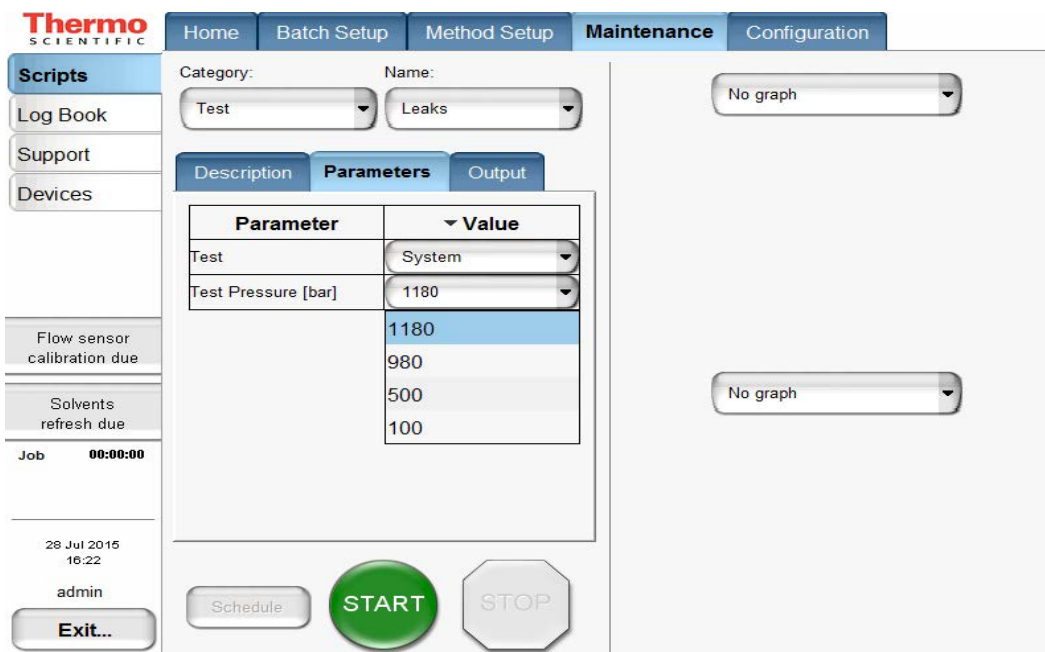 Thermo
SCIENTIFIC
Home
Batch Setup
Method Setup
Maintenance
Configuration
Scripts
Log Book
Support
Devices
Flow sensor
calibration due
Solvents
refresh due
Job 00:00:00
28 Jul 2015
16:22
admin
Exit...
Category:
Name:
Test
Leaks
Description
Parameters
Output
Parameter
Value
Test
System
Test Pressure [bar]
1180
1180
980
500
100
Schedule
START
STOP
No graph
No graph